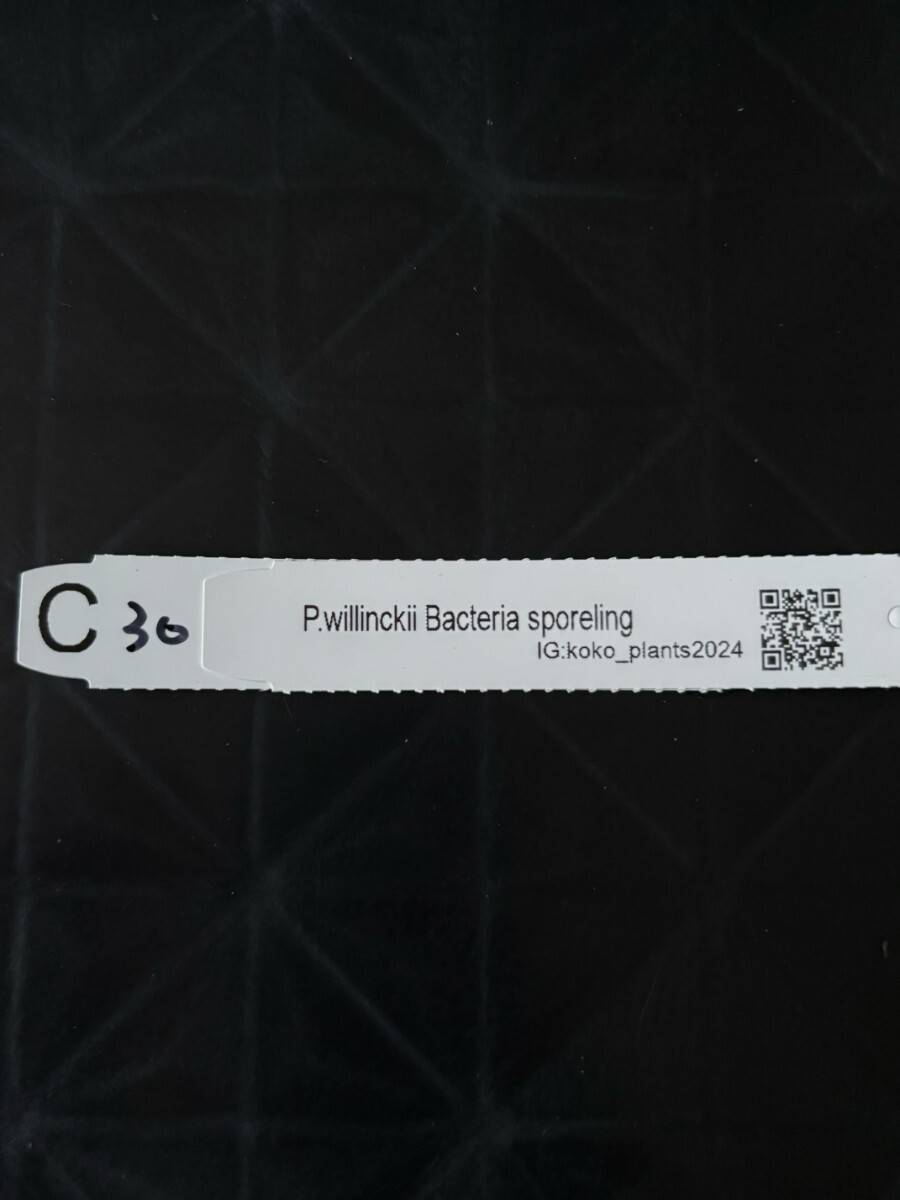 C 30
P.willinckii Bacteria sporeling
IG:koko_plants2024